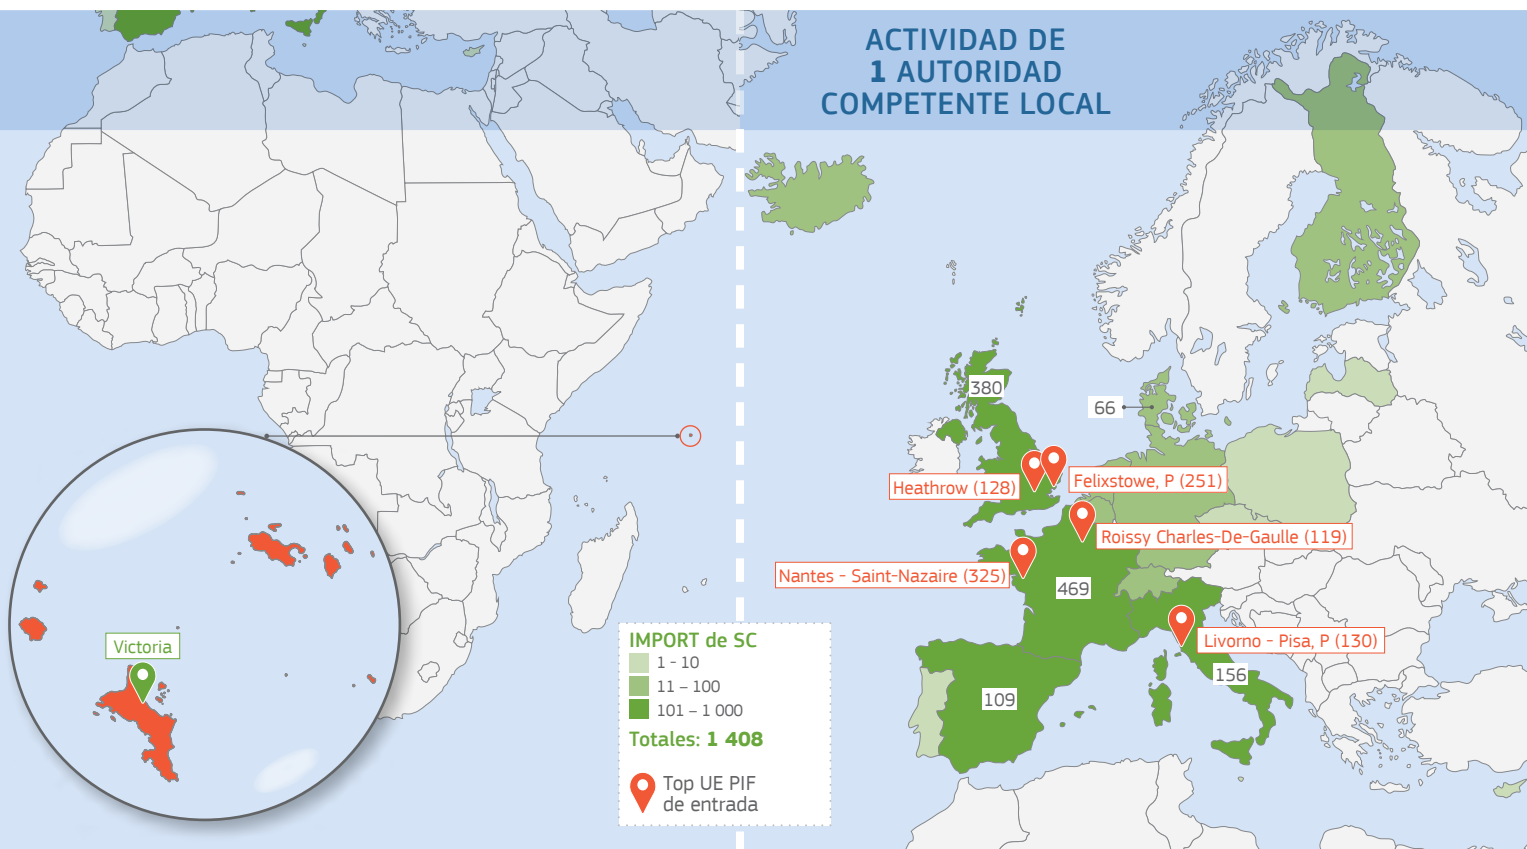 ACTIVIDAD DE
1 AUTORIDAD
COMPETENTE LOCAL
380
66
Heathrow (128)
Felixstowe, P (251)
Roissy Charles-De-Gaulle (119)
Nantes - Saint-Nazaire (325)
469
Livorno - Pisa, P (130)
156
109
Victoria
IMPORT de SC
1 - 10
11 – 100
101 – 1 000
Totales: 1 408
Top UE PIF
de entrada